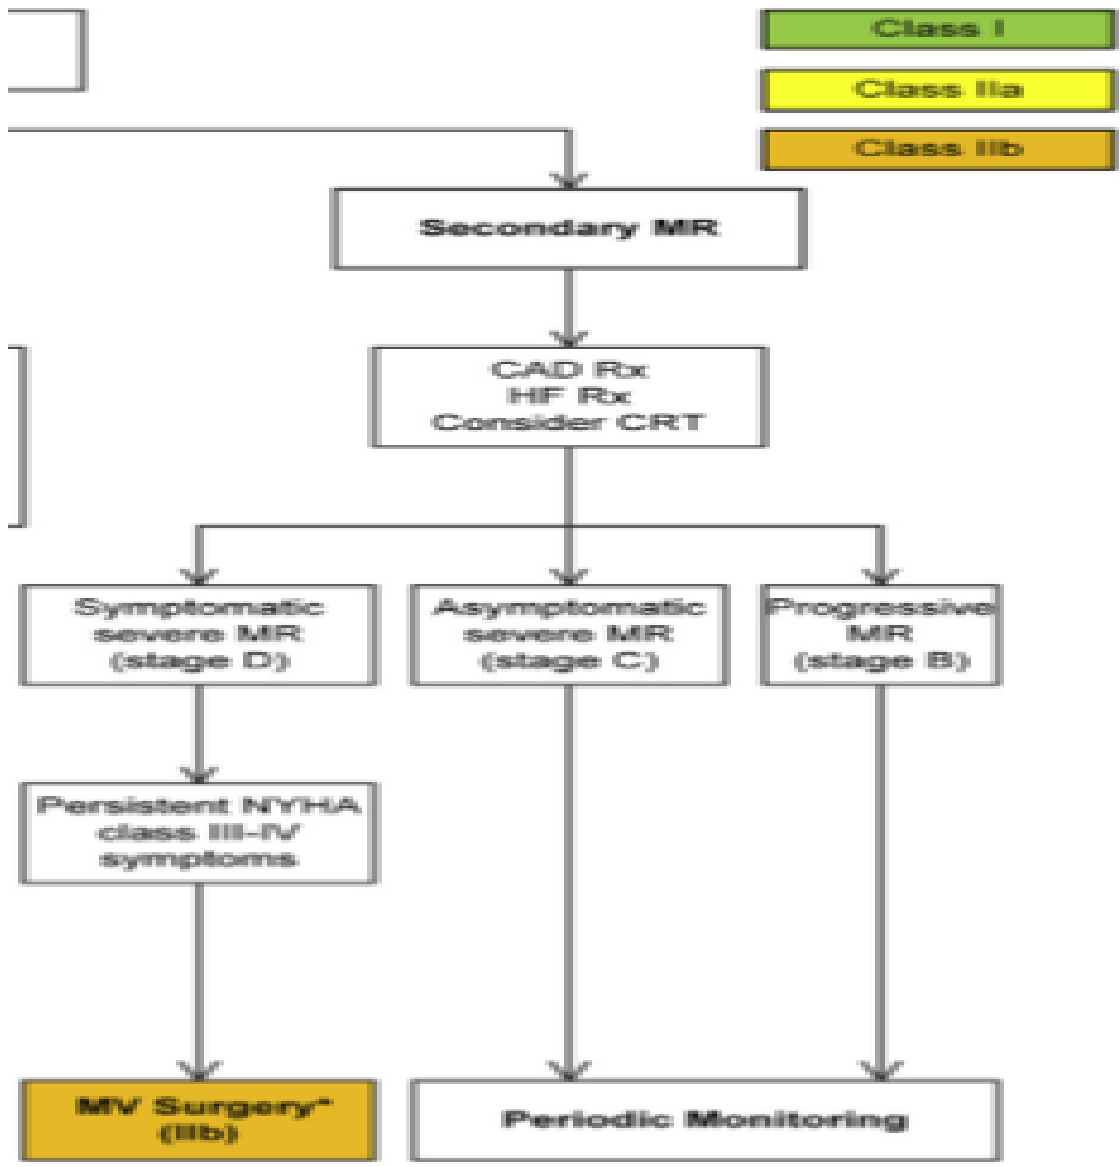 Class I
Class IIa
Class IIb
Secondary MR
CAD Rx
HF Rx
Consider CRT
Symptomatic
severe MR
(stage D)
Asymptomatic
severe MR
(stage C)
Progressive
MR
(stage B)
Persistent NYHA
class III-IV
symptoms
MV Surgery*
(IIb)
Periodic Monitoring